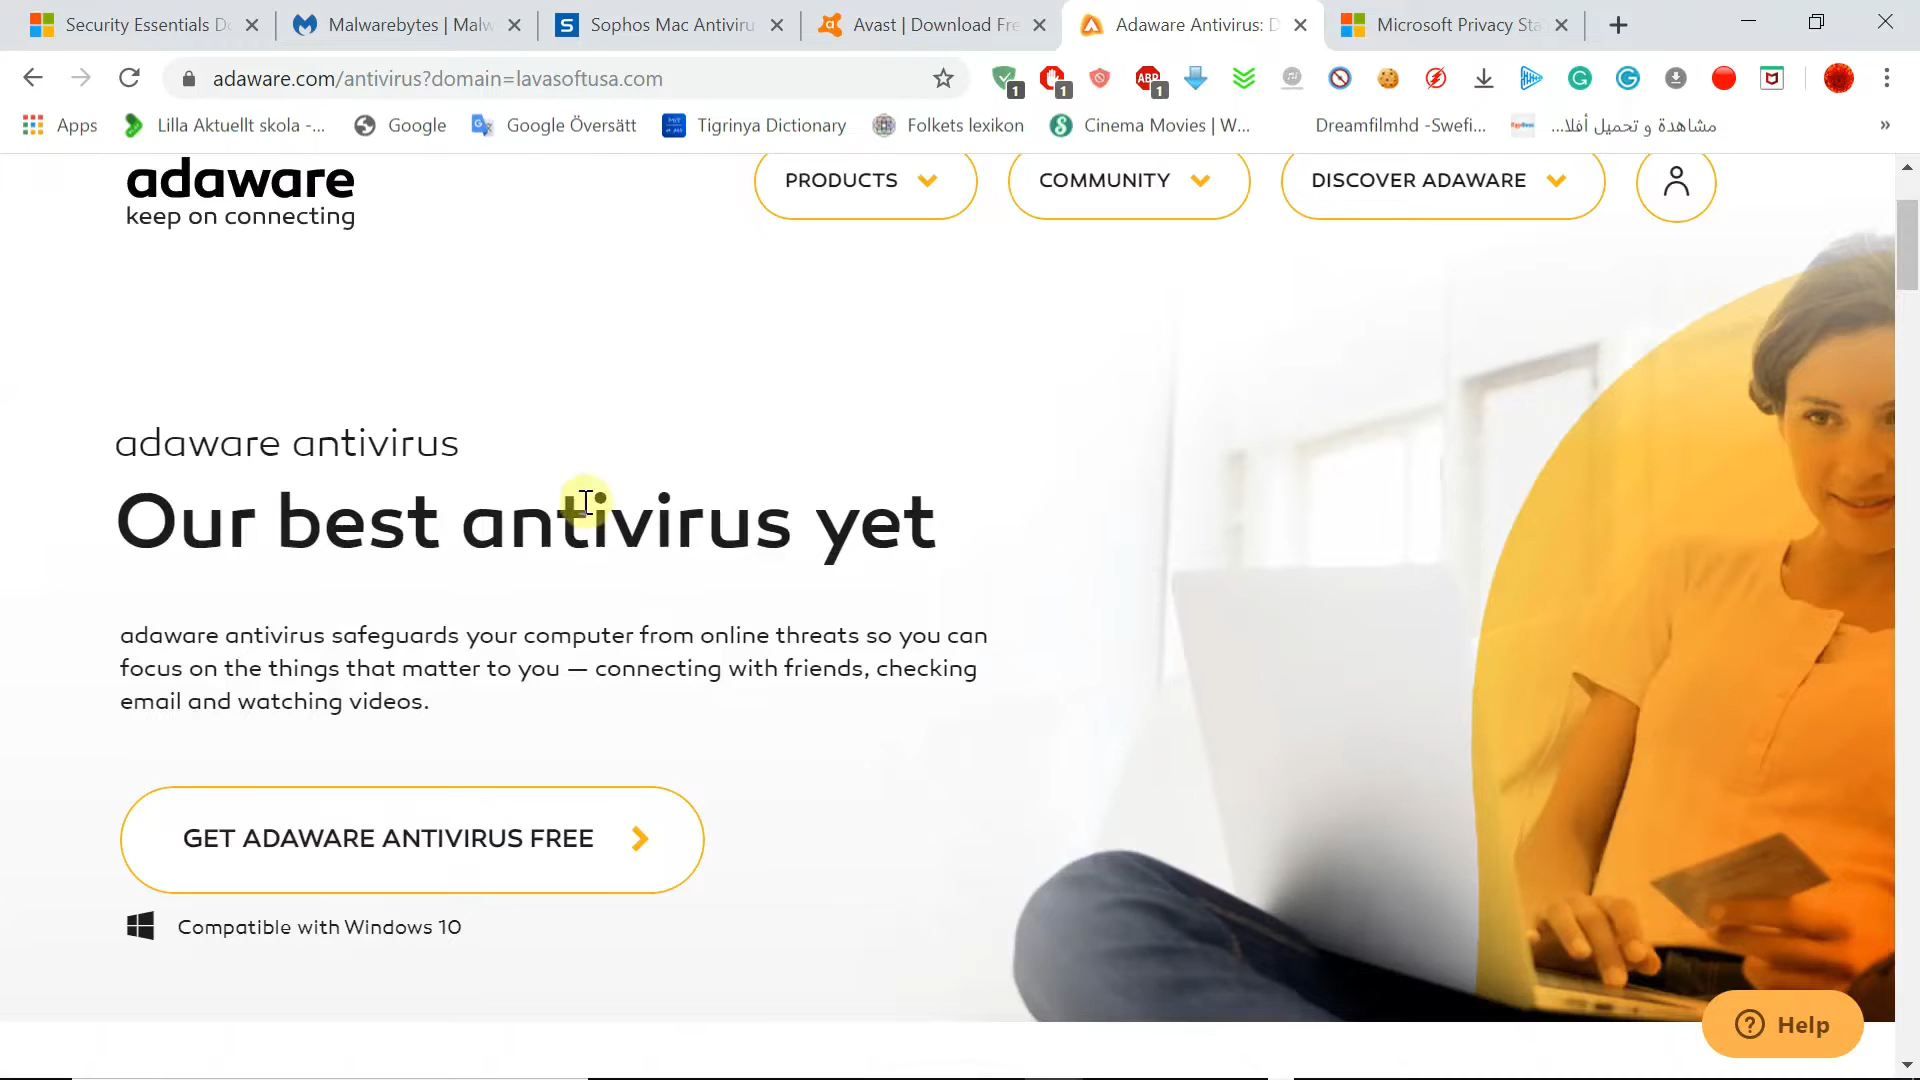 Security Essentials D
Malwarebytes | Malw
Sophos Mac Antiviru
Avast | Download Fre
Adaware Antivirus: D
Microsoft Privacy Sta
adaware.com/antivirus?domain=lavasoftusa.com
1
1
ABP
1
Apps
Lilla Aktuellt skola -...
Google
Google Översätt
Tigrinya Dictionary
Folkets lexikon
Cinema Movies | W...
Dreamfilmhd -Swefi...
مشاهدة و تحميل أفلا...
»
adaware
keep on connecting
PRODUCTS
COMMUNITY
DISCOVER ADAWARE
adaware antivirus
Our best antivirus yet
adaware antivirus safeguards your computer from online threats so you can
focus on the things that matter to you — connecting with friends, checking
email and watching videos.
GET ADAWARE ANTIVIRUS FREE
Compatible with Windows 10
? Help